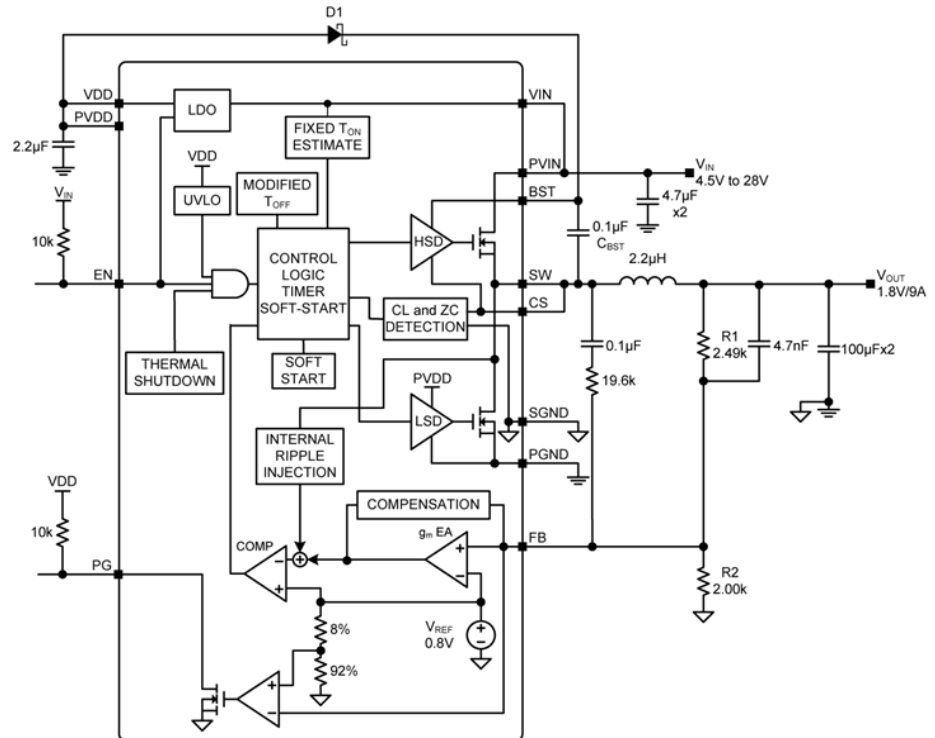 D1
VDD
LDO
VIN
PVDD
2.2µF
FIXED TON
ESTIMATE
VDD
PVIN
VIN
4.5V to 28V
VIN
UVLO
MODIFIED
TOFF
BST
4.7µF
x2
10k
HSD
0.1µF
CBST
2.2µH
EN
CONTROL
LOGIC
TIMER
SOFT-START
SW
VOUT
1.8V/9A
CS
CL and ZC
DETECTION
THERMAL
SHUTDOWN
SOFT
START
0.1µF
R1
2.49k
4.7nF
100µFx2
19.6k
PVDD
LSD
SGND
INTERNAL
RIPPLE
INJECTION
PGND
VDD
COMPENSATION
10k
COMP
gm EA
FB
PG
R2
2.00k
8%
VREF
0.8V
92%